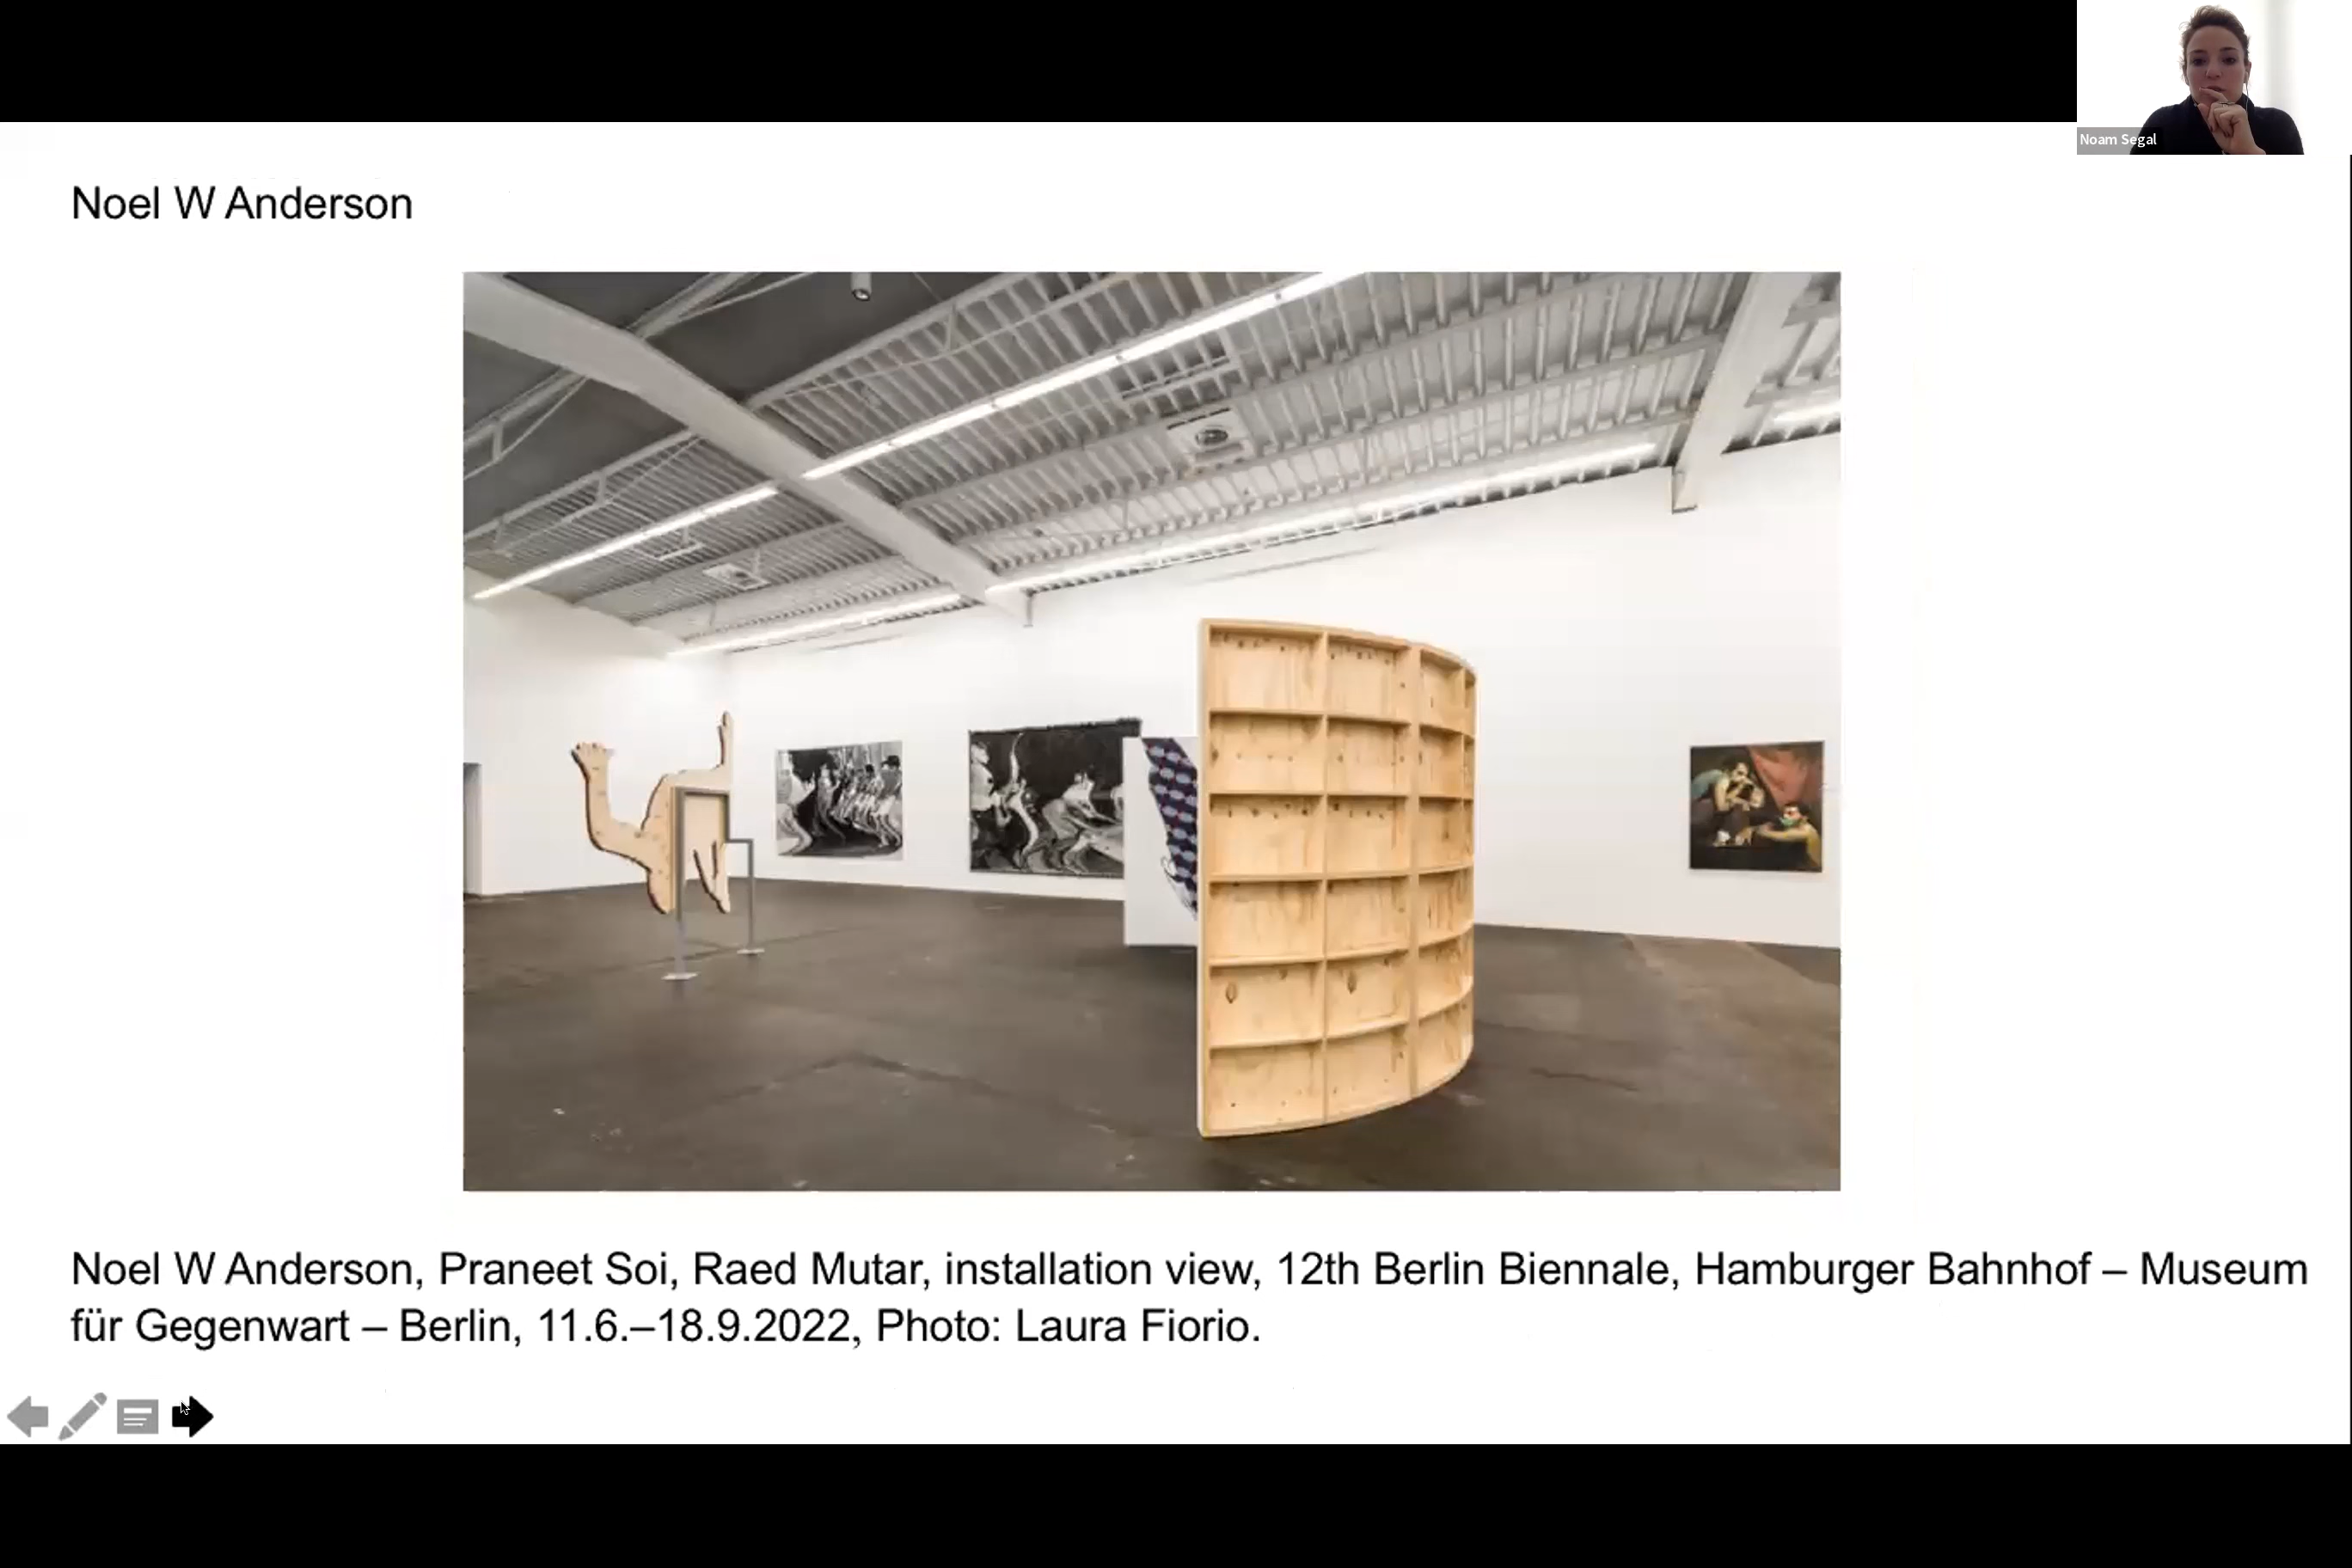 Noam Segal
Noel W Anderson
Noel W Anderson, Praneet Soi, Raed Mutar, installation view, 12th Berlin Biennale, Hamburger Bahnhof – Museum
für Gegenwart – Berlin, 11.6.–18.9.2022, Photo: Laura Fiorio.